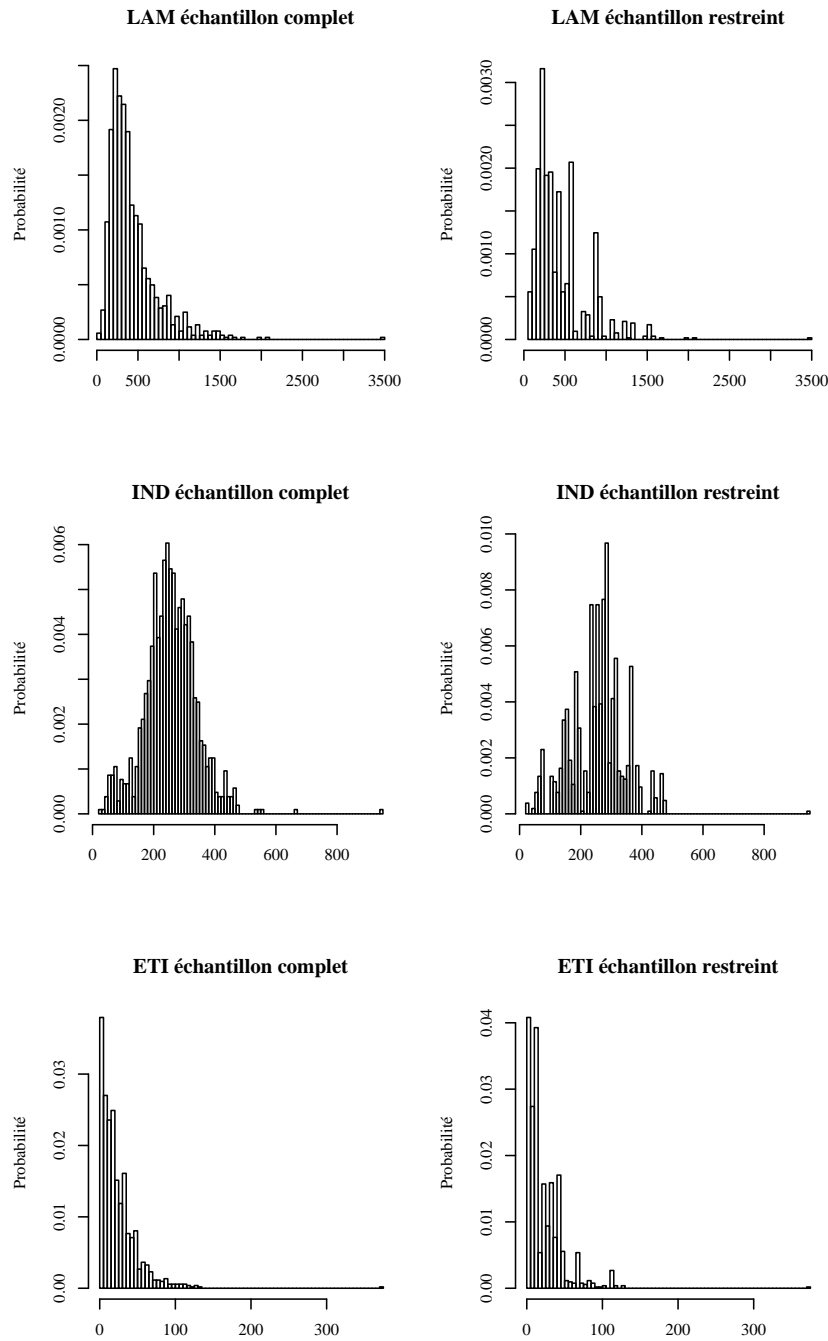 LAM échantillon complet
LAM échantillon restreint
Probabilité
0.0000 0.0010 0.0020
0 500 1500 2500 3500
Probabilité
0.0000 0.0010 0.0020 0.0030
0 500 1500 2500 3500
IND échantillon complet
IND échantillon restreint
Probabilité
0.000 0.002 0.004 0.006
0 200 400 600 800
Probabilité
0.000 0.002 0.004 0.006 0.008 0.010
0 200 400 600 800
ETI échantillon complet
ETI échantillon restreint
Probabilité
0.00 0.01 0.02 0.03
0 100 200 300
Probabilité
0.00 0.01 0.02 0.03 0.04
0 100 200 300